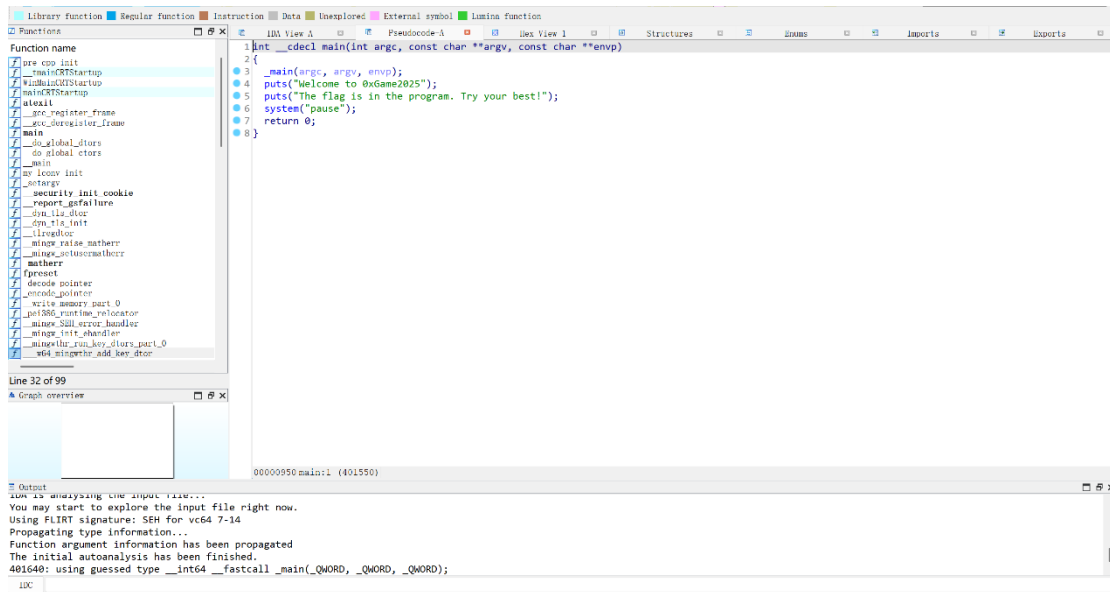 Library function Regular function Instruction Data Unexplored External symbol Lumina function
Functions
IDA View A Pseudocode-A Hex View 1 Structures Enums Imports Exports
Function name
pre_cpp_init
__tmainCRTStartup
WinMainCRTStartup
mainCRTStartup
atexit
__gcc_register_frame
__gcc_deregister_frame
main
__do_global_dtors
__do_global_ctors
__main
my_lconv_init
_setargv
__security_init_cookie
__report_gsfailure
__dyn_tls_dtor
__dyn_tls_init
__tlregdtor
__mingw_raise_matherr
__mingw_setusermatherr
_matherr
fpreset
_decode_pointer
_encode_pointer
__write_memory_part_0
_pei386_runtime_relocator
__mingw_SEH_error_handler
__mingw_init_ehandler
__mingwthr_run_key_dtors_part_0
___w64_mingwthr_add_key_dtor
Line 32 of 99
Graph overview
1 int __cdecl main(int argc, const char **argv, const char **envp)
2 {
3 _main(argc, argv, envp);
4 puts("Welcome to 0xGame2025");
5 puts("The flag is in the program. Try your best!");
6 system("pause");
7 return 0;
8 }
00000950 main:1 (401550)
Output
IDA is analysing the input file...
You may start to explore the input file right now.
Using FLIRT signature: SEH for vc64 7-14
Propagating type information...
Function argument information has been propagated
The initial autoanalysis has been finished.
401640: using guessed type __int64 __fastcall _main(_QWORD, _QWORD, _QWORD);
IDC